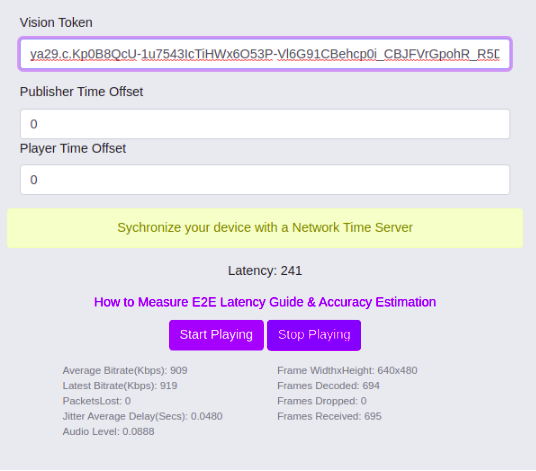 Vision Token
ya29.c.Kp0B8QcU-1u7543IcTiHWx6O53P-Vl6G91CBehcp0i_CBJFVrGpohR_R5D
Publisher Time Offset
0
Player Time Offset
0
Sychronize your device with a Network Time Server
Latency: 241
How to Measure E2E Latency Guide & Accuracy Estimation
Start Playing Stop Playing
Average Bitrate(Kbps): 909 Frame WidthxHeight: 640x480
Latest Bitrate(Kbps): 919 Frames Decoded: 694
PacketsLost: 0 Frames Dropped: 0
Jitter Average Delay(Secs): 0.0480 Frames Received: 695
Audio Level: 0.0888